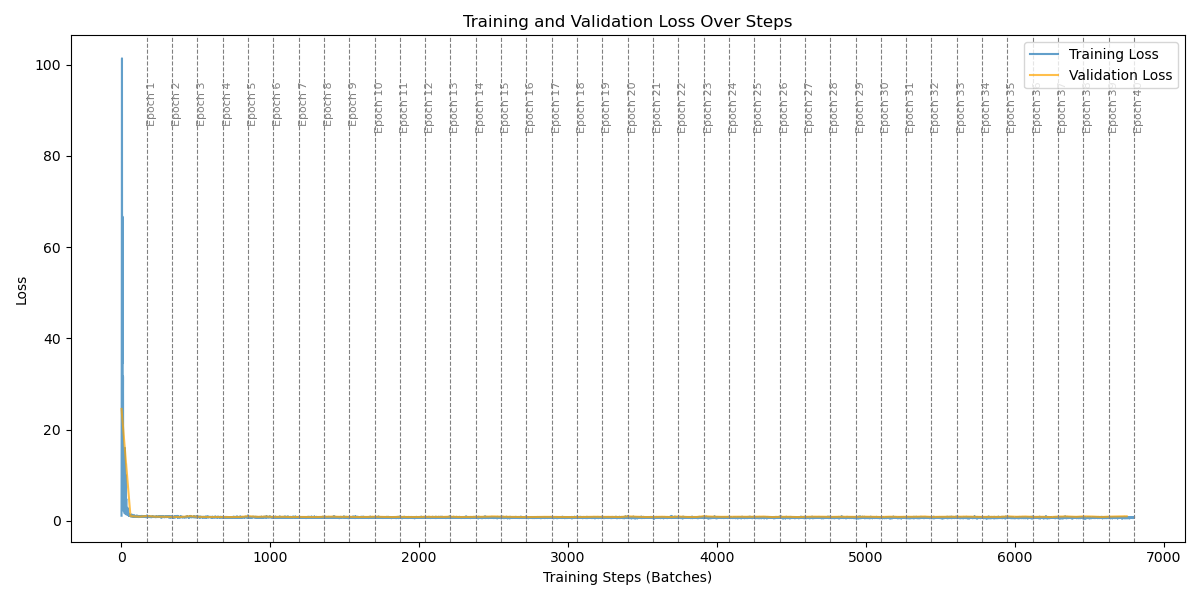 Training and Validation Loss Over Steps
Training Loss
Validation Loss
Epoch 1
Epoch 2
Epoch 3
Epoch 4
Epoch 5
Epoch 6
Epoch 7
Epoch 8
Epoch 9
Epoch 10
Epoch 11
Epoch 12
Epoch 13
Epoch 14
Epoch 15
Epoch 16
Epoch 17
Epoch 18
Epoch 19
Epoch 20
Epoch 21
Epoch 22
Epoch 23
Epoch 24
Epoch 25
Epoch 26
Epoch 27
Epoch 28
Epoch 29
Epoch 30
Epoch 31
Epoch 32
Epoch 33
Epoch 34
Epoch 35
Epoch
Epoch
Epoch
Epoch
Epoch
100
80
60
40
20
0
Loss
0 1000 2000 3000 4000 5000 6000 7000
Training Steps (Batches)